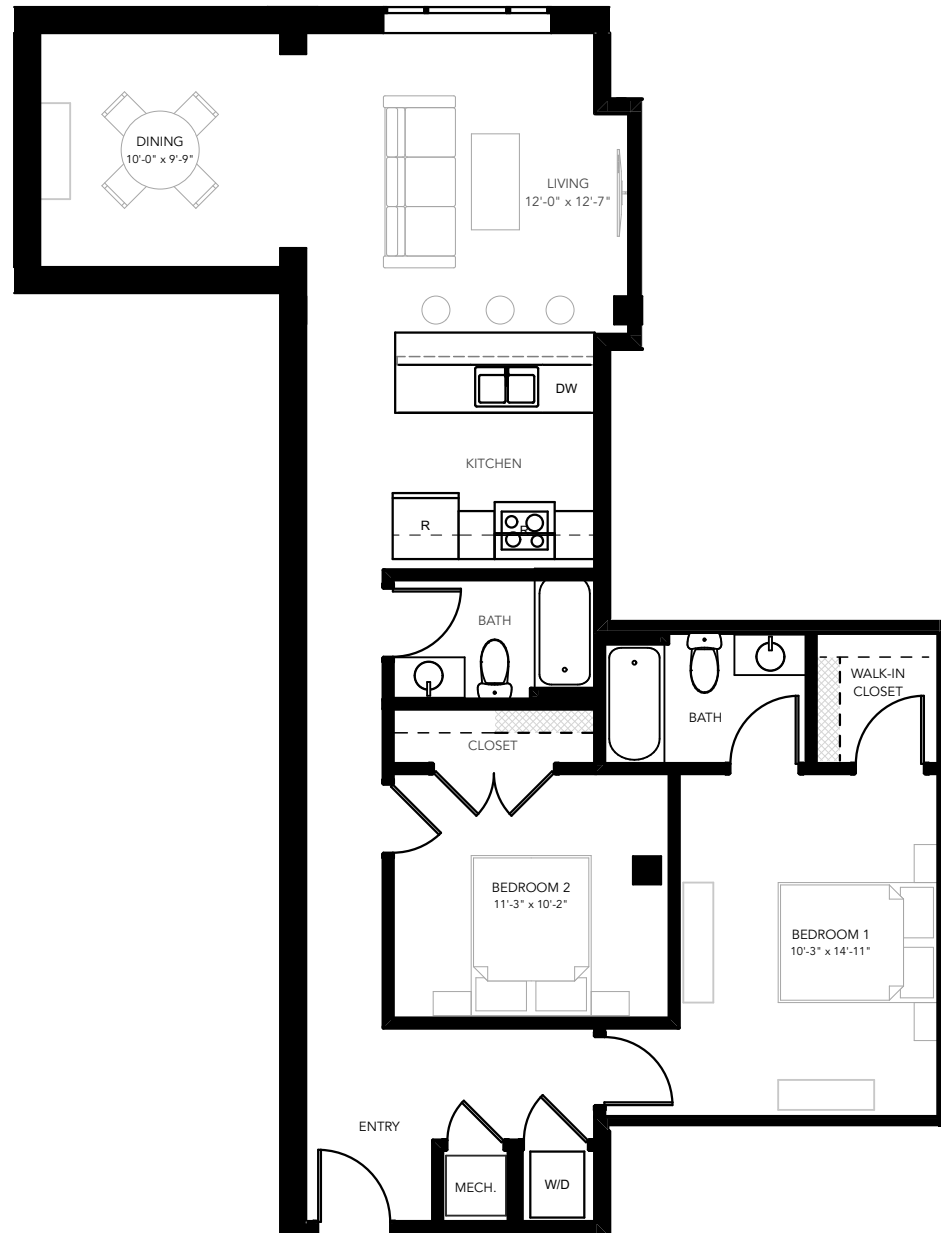 DINING
10'-0" x 9'-9"
LIVING
12'-0" x 12'-7"
DW
KITCHEN
R
R
BATH
BATH
WALK-IN
CLOSET
CLOSET
BEDROOM 2
11'-3" x 10'-2"
BEDROOM 1
10'-3" x 14'-11"
ENTRY
MECH.
W/D